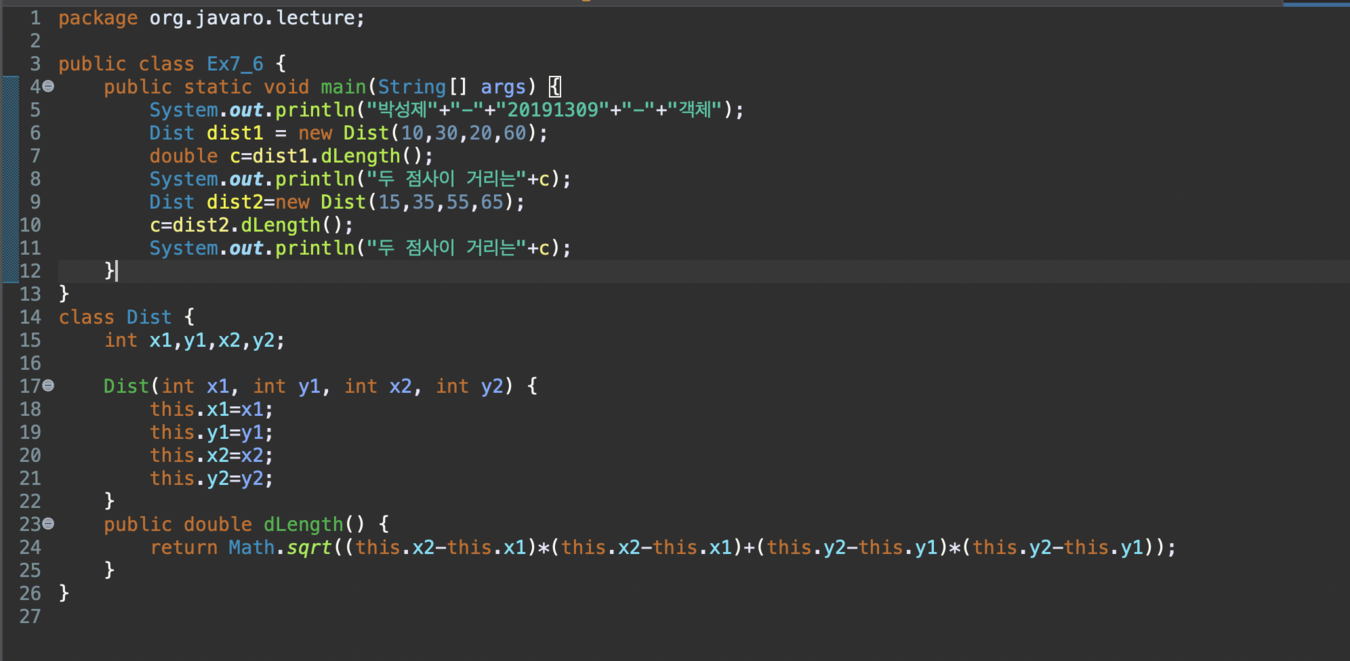 1 package org.javaro.lecture;
2
3 public class Ex7_6 {
4 public static void main(String[] args) {
5 System.out.println("박성제"+"-"+"20191309"+"-"+"객체");
6 Dist dist1 = new Dist(10,30,20,60);
7 double c=dist1.dLength();
8 System.out.println("두 점사이 거리는"+c);
9 Dist dist2=new Dist(15,35,55,65);
10 c=dist2.dLength();
11 System.out.println("두 점사이 거리는"+c);
12 }
13 }
14 class Dist {
15 int x1,y1,x2,y2;
16
17 Dist(int x1, int y1, int x2, int y2) {
18 this.x1=x1;
19 this.y1=y1;
20 this.x2=x2;
21 this.y2=y2;
22 }
23 public double dLength() {
24 return Math.sqrt((this.x2-this.x1)*(this.x2-this.x1)+(this.y2-this.y1)*(this.y2-this.y1));
25 }
26 }
27